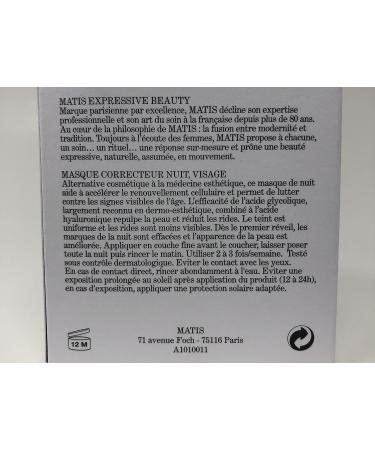 MATIS EXPRESSIVE BEAUTY
Marque parisienne par excellence, MATIS décline son expertise
professionnelle et son art du soin à la française depuis plus de 80 ans.
Au cœur de la philosophie de MATIS : la fusion entre modernité et
tradition. Toujours à l'écoute des femmes, MATIS propose à chacune,
un soin... un rituel... une réponse sur-mesure et prône une beauté
expressive, naturelle, assumée, en mouvement.
MASQUE CORRECTEUR NUIT, VISAGE
Alternative cosmétique à la médecine esthétique, ce masque de nuit
aide à accélérer le renouvellement cellulaire et permet de lutter
contre les signes visibles de l'âge. L'efficacité de l'acide glycolique,
largement reconnu en dermo-esthétique, combiné à l'acide
hyaluronique repulpe la peau et réduit les rides. Le teint est
uniforme et les rides sont moins visibles. Dès le premier réveil, les
marques de la nuit sont effacées et l'apparence de la peau est
améliorée. Appliquer en couche fine avant le coucher, laisser poser
toute la nuit puis rincer le matin. Utiliser 2 à 3 fois/semaine. Testé
sous contrôle dermatologique. Eviter le contact avec les yeux.
En cas de contact direct, rincer abondamment à l'eau. Eviter une
exposition prolongée au soleil après application du produit (12 à 24h),
en cas d'exposition, appliquer une protection solaire adaptée.
12 M
MATIS
71 avenue Foch - 75116 Paris
A1010011